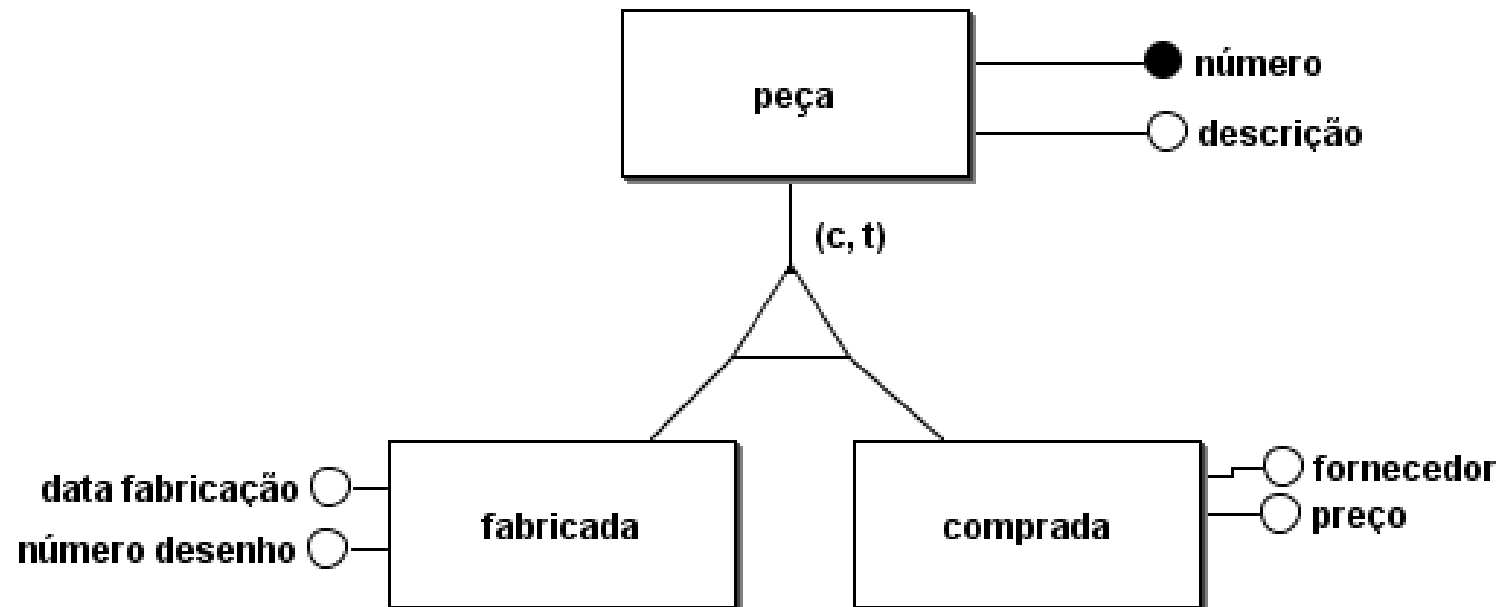 peça
número
descrição
(c, t)
data fabricação
número desenho
fabricada
comprada
fornecedor
preço